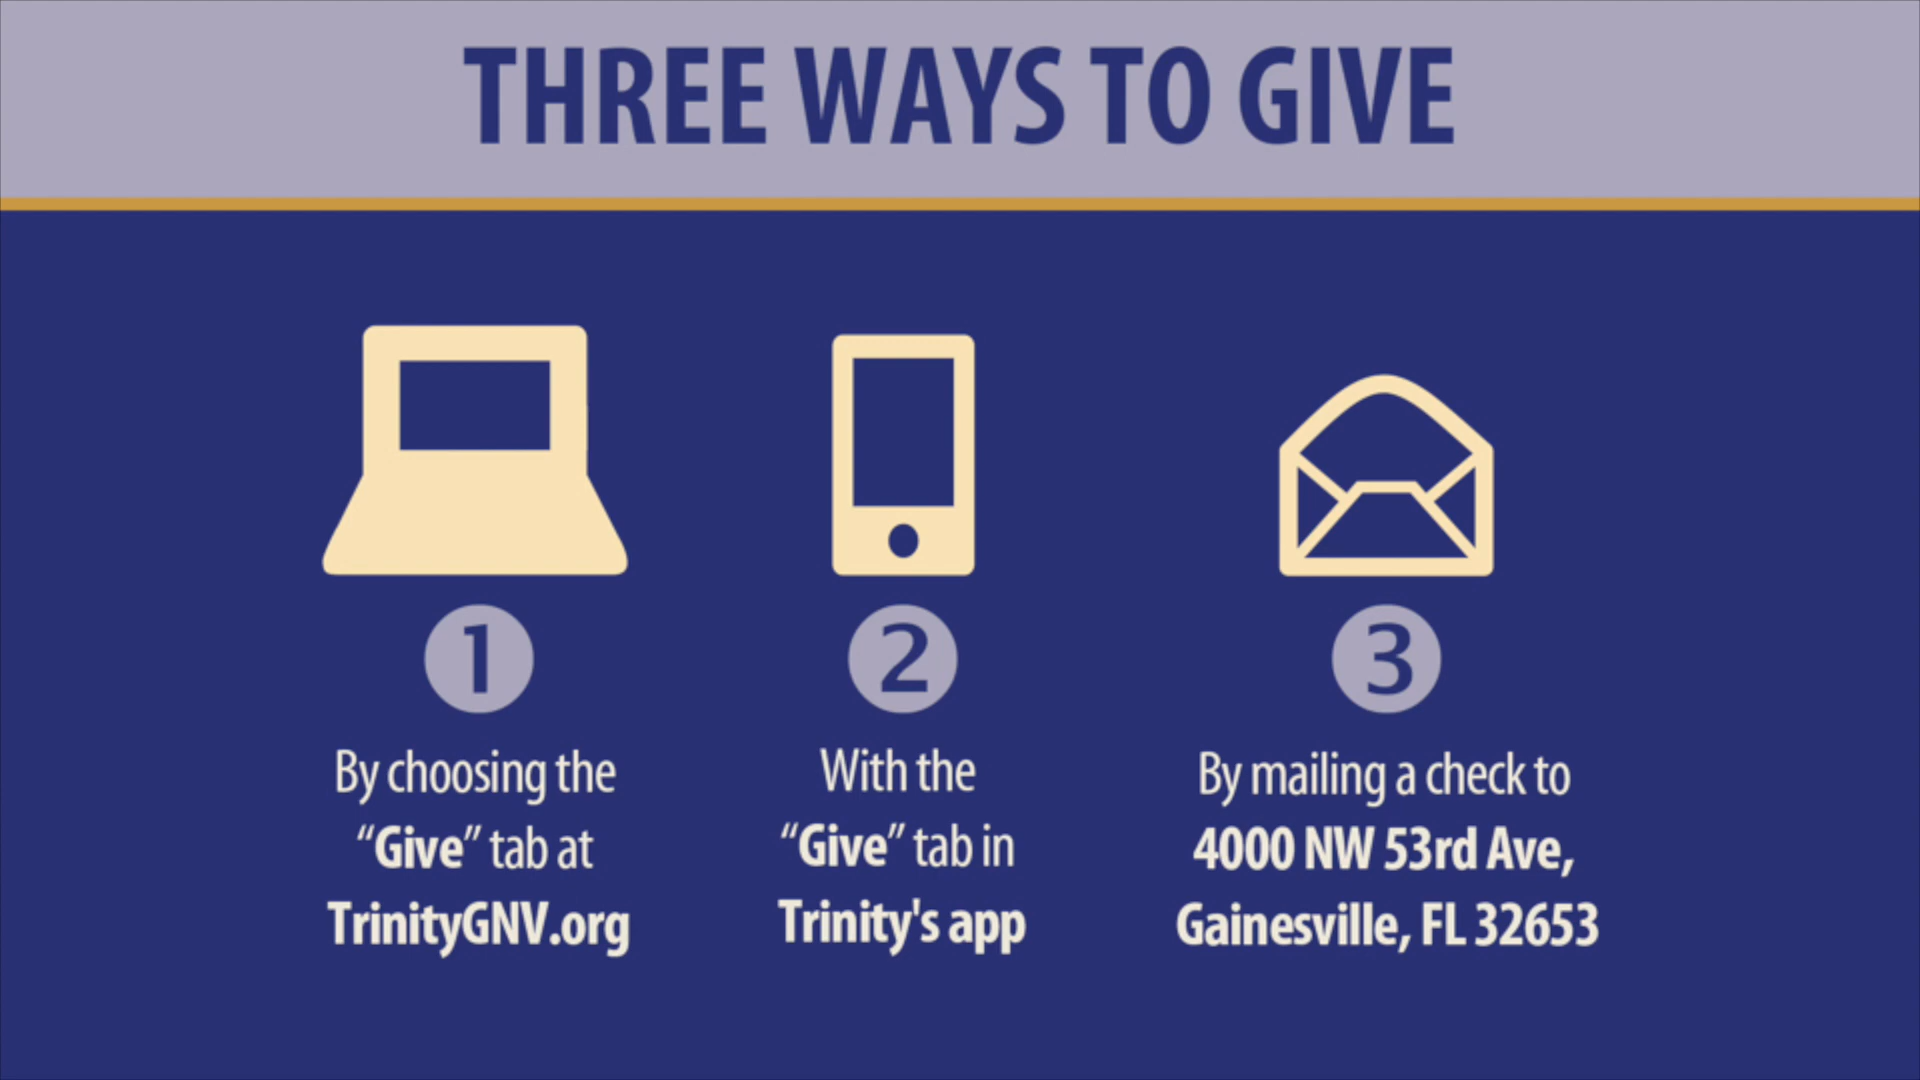 THREE WAYS TO GIVE
1
By choosing the
“Give” tab at
TrinityGNV.org
2
With the
“Give” tab in
Trinity's app
3
By mailing a check to
4000 NW 53rd Ave,
Gainesville, FL 32653